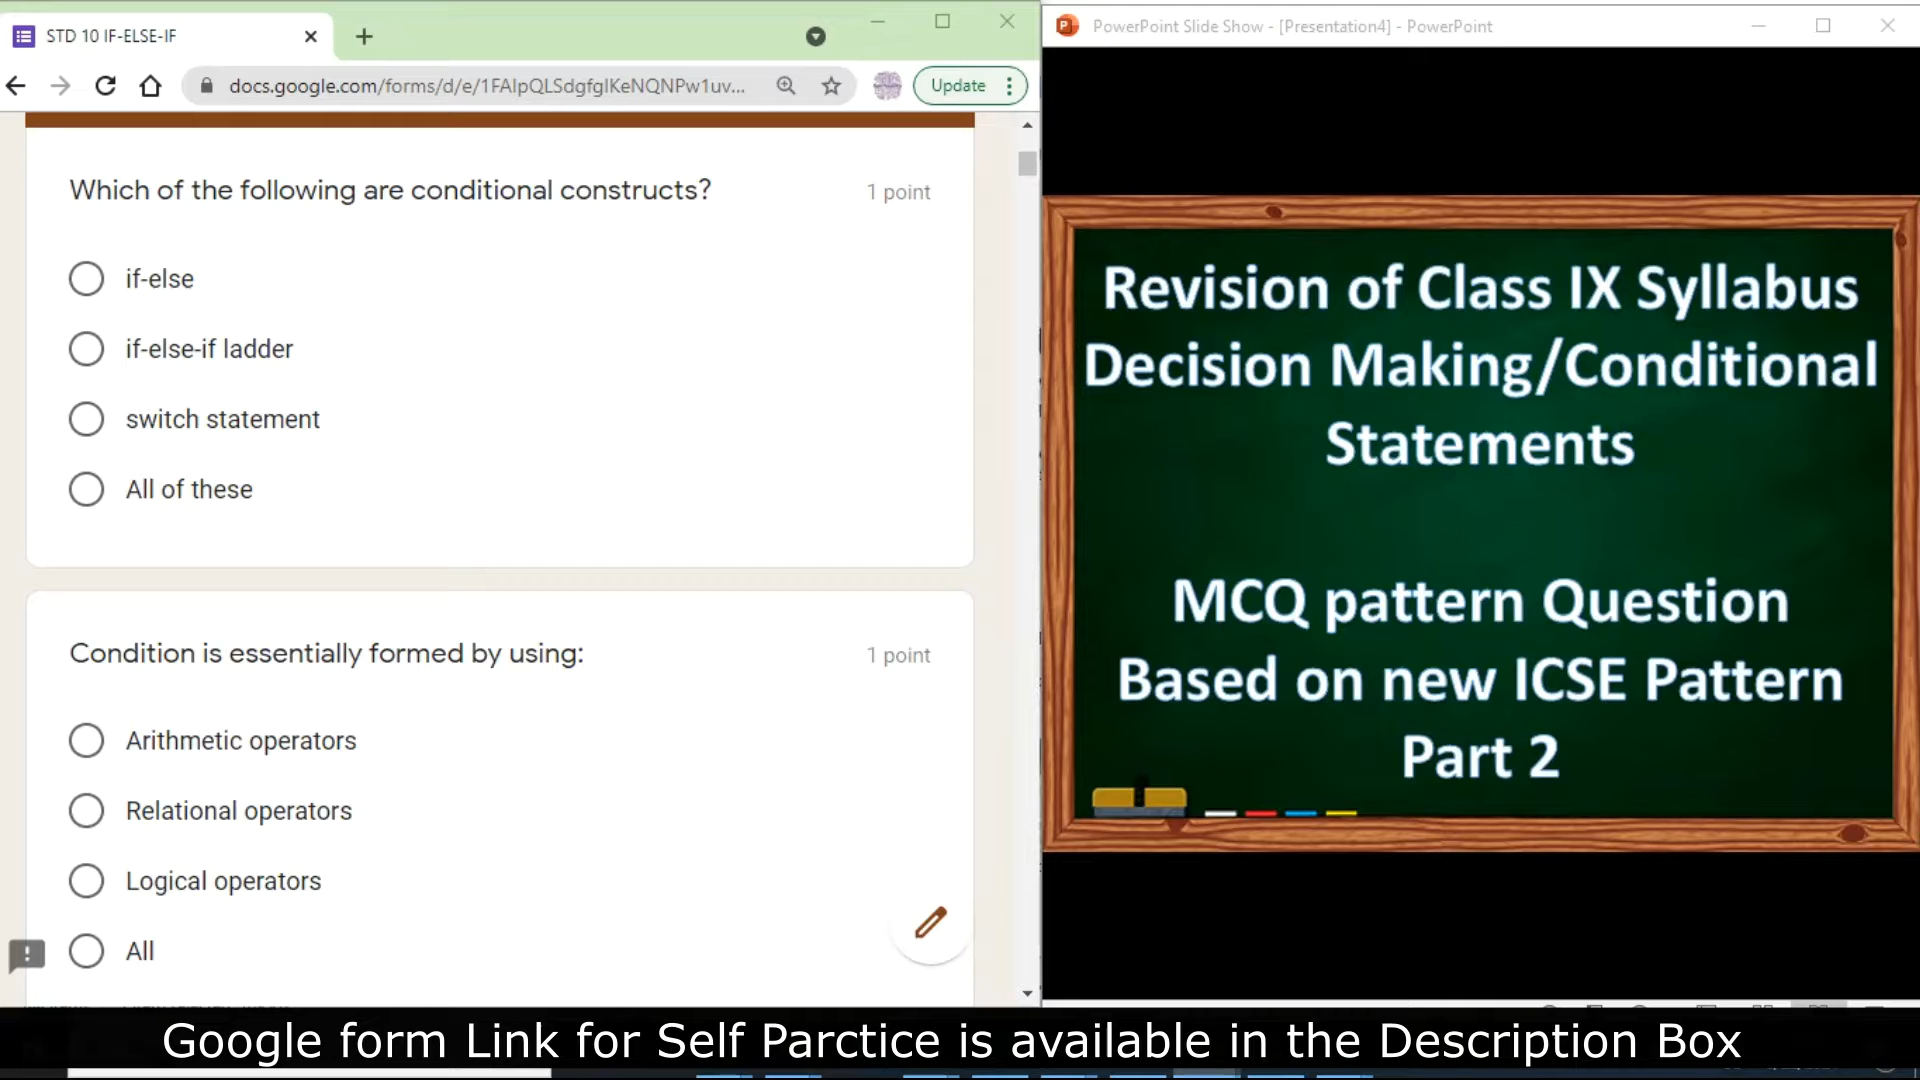 STD 10 IF-ELSE-IF
docs.google.com/forms/d/e/1FAIpQLSdgfglKeNQNPw1uv...
Update
Which of the following are conditional constructs?
1 point
if-else
if-else-if ladder
switch statement
All of these
Condition is essentially formed by using:
1 point
Arithmetic operators
Relational operators
Logical operators
All
PowerPoint Slide Show - [Presentation4] - PowerPoint
Revision of Class IX Syllabus
Decision Making/Conditional
Statements
MCQ pattern Question
Based on new ICSE Pattern
Part 2
Google form Link for Self Parctice is available in the Description Box